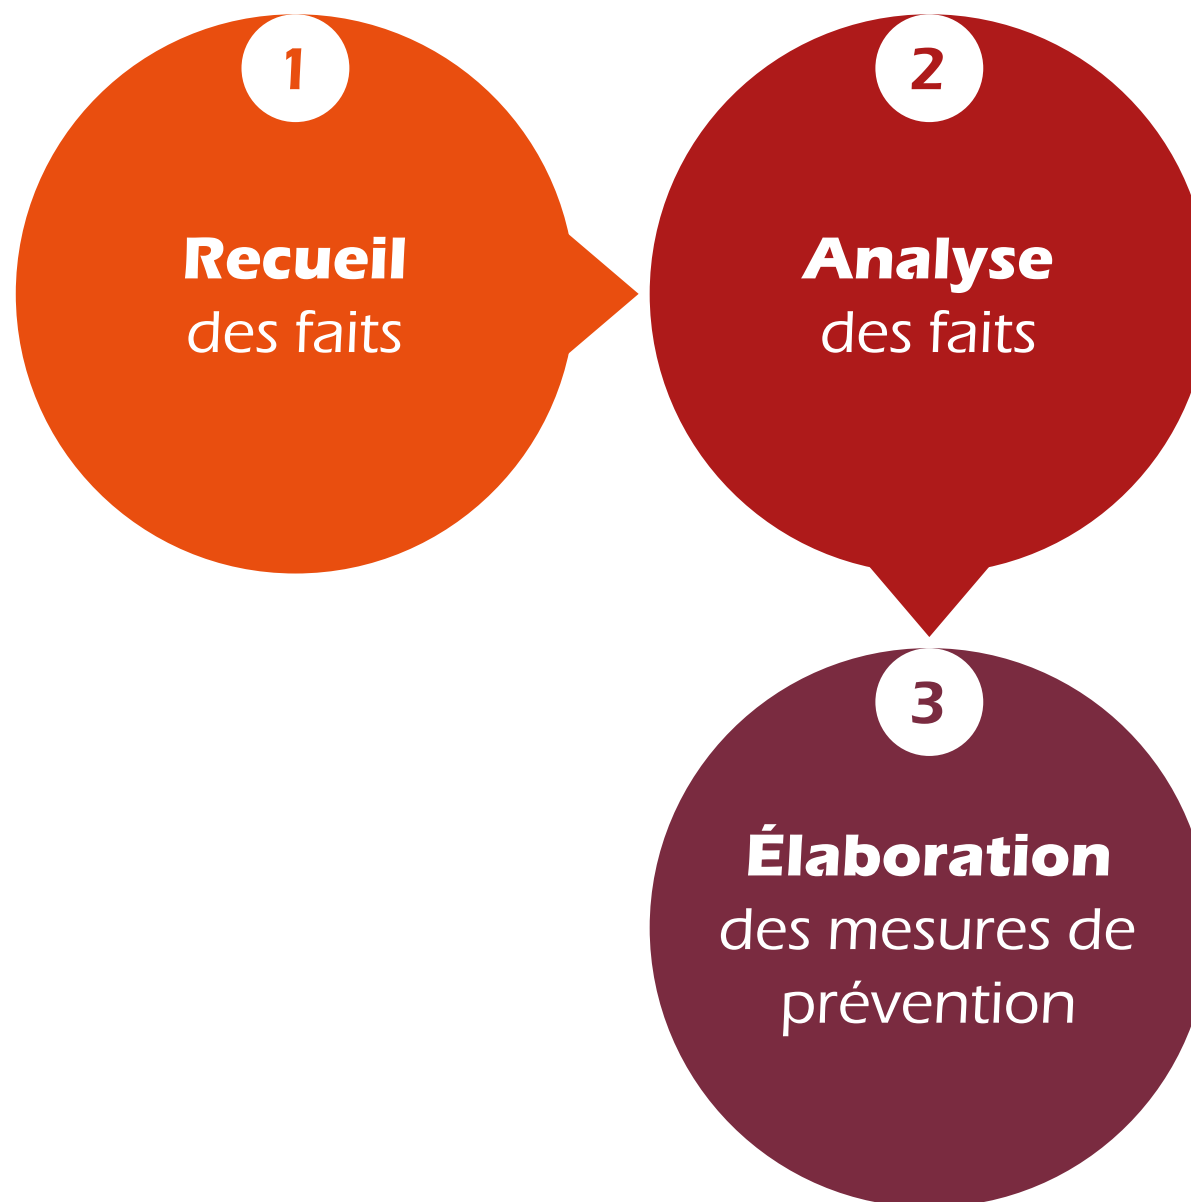 1
Recueil
des faits
2
Analyse
des faits
3
Élaboration
des mesures de
prévention